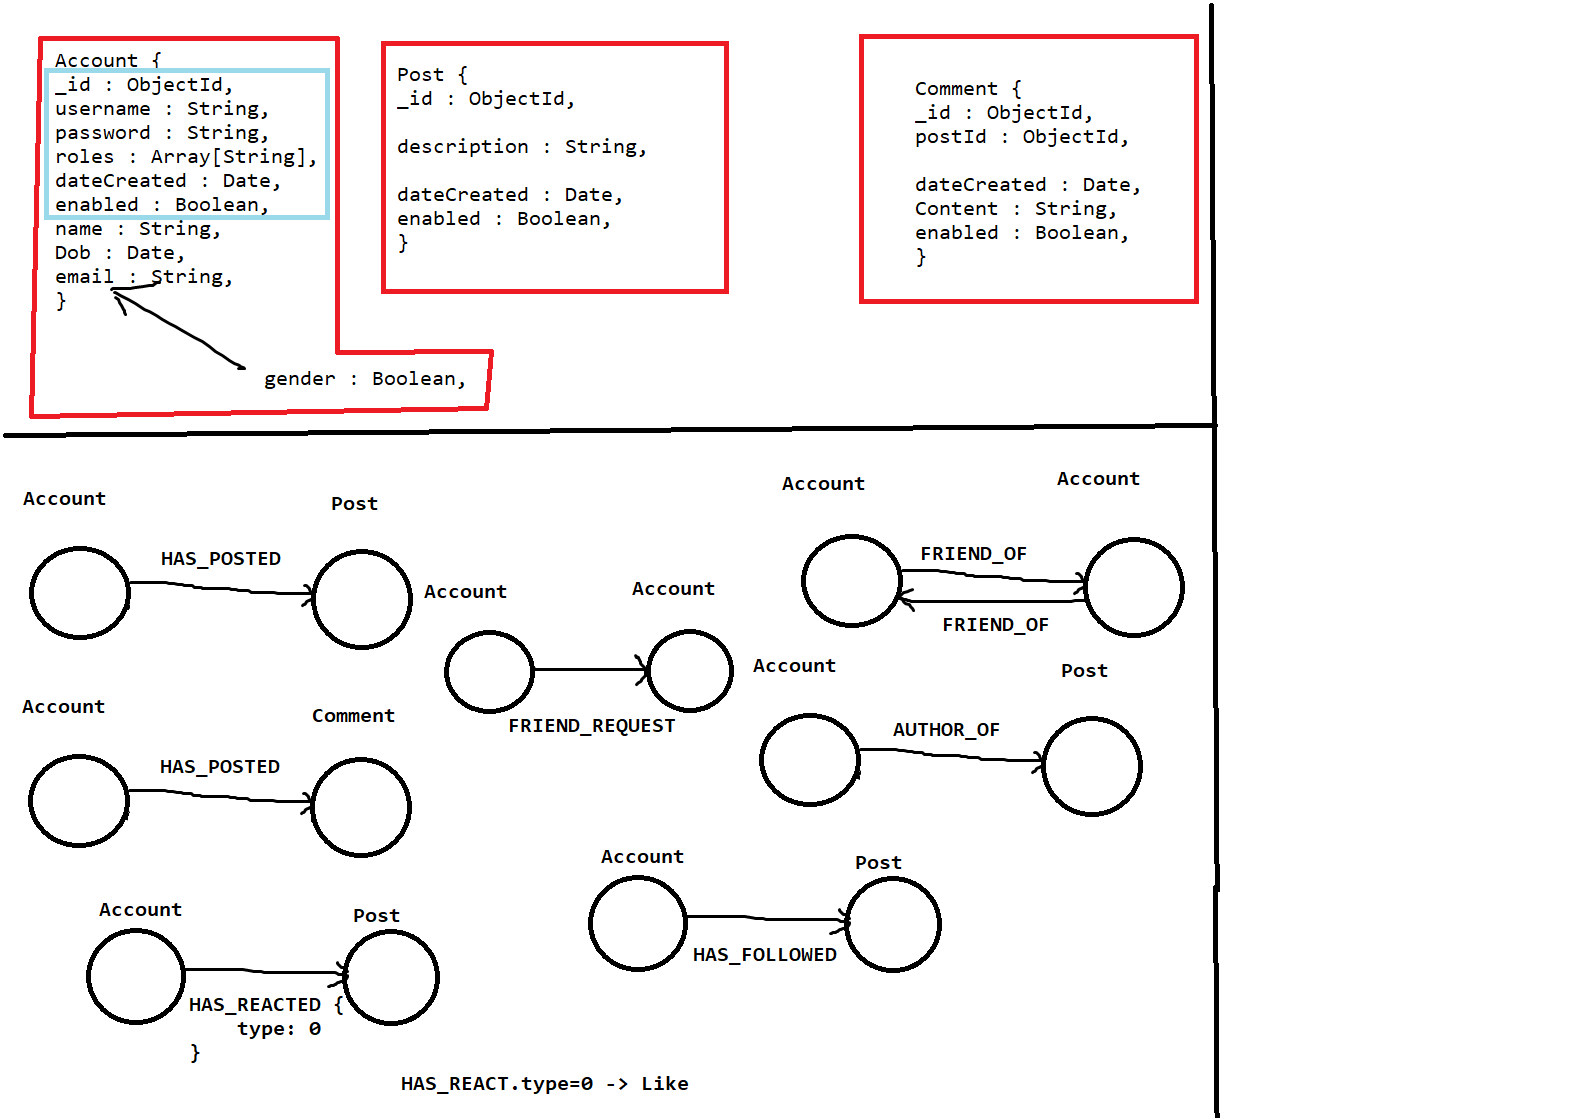 Account {
_id : ObjectId,
username : String,
password : String,
roles : Array[String],
dateCreated : Date,
enabled : Boolean,
name : String,
Dob : Date,
email : String,
}
gender : Boolean,
Post {
_id : ObjectId,
description : String,
dateCreated : Date,
enabled : Boolean,
}
Comment {
_id : ObjectId,
postId : ObjectId,
dateCreated : Date,
Content : String,
enabled : Boolean,
}
Account
Post
HAS_POSTED
Account
Account
FRIEND_REQUEST
Account
Account
FRIEND_OF
FRIEND_OF
Account
Comment
HAS_POSTED
Account
Post
AUTHOR_OF
Account
Post
HAS_REACTED {
type: 0
}
Account
Post
HAS_FOLLOWED
HAS_REACT.type=0 -> Like